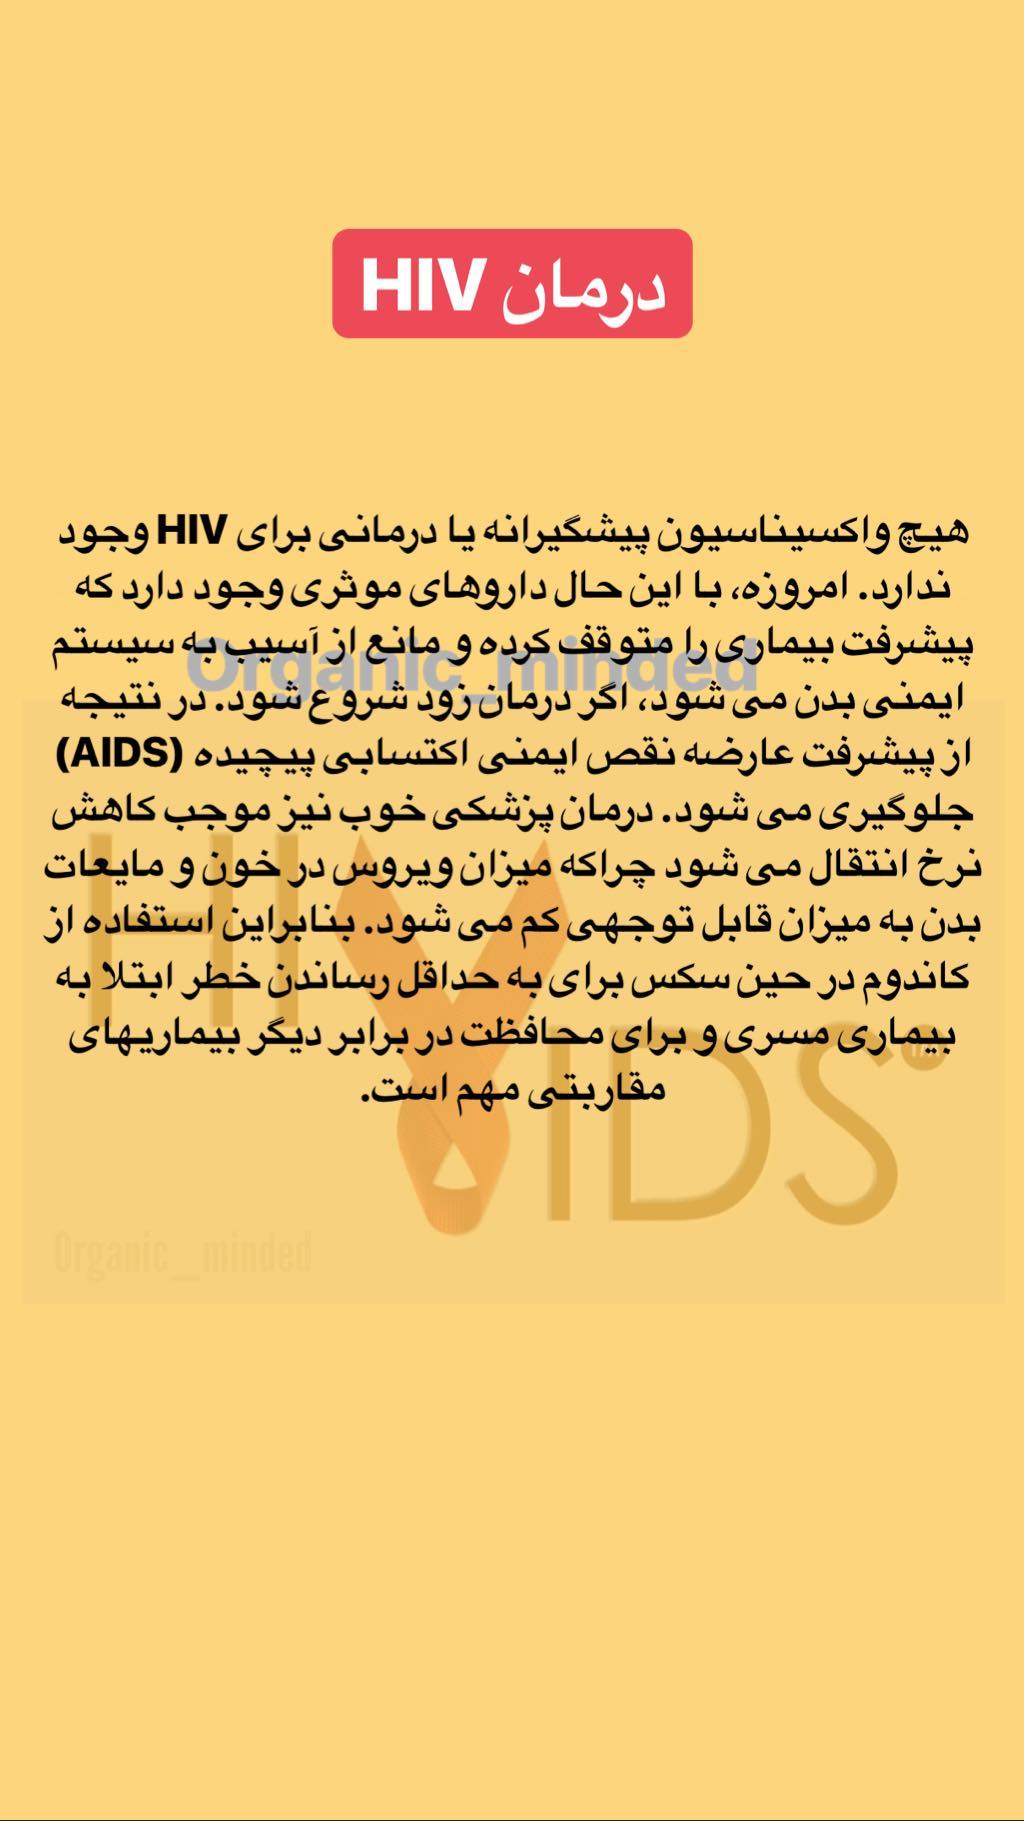 درمان HIV
هیچ واکسیناسیون پیشگیرانه یا درمانی برای HIV وجود
ندارد. امروزه، با این حال داروهای موثری وجود دارد که
پیشرفت بیماری را متوقف کرده و مانع از آسیب به سیستم
Organic_minded
ایمنی بدن می شود، اگر درمان زود شروع شود. در نتیجه
از پیشرفت عارضه نقص ایمنی اکتسابی پیچیده (AIDS)
جلوگیری می شود. درمان پزشکی خوب نیز موجب کاهش
نرخ انتقال می شود چراکه میزان ویروس در خون و مایعات
بدن به میزان قابل توجهی کم می شود. بنابراین استفاده از
کاندوم در حین سکس برای به حداقل رساندن خطر ابتلا به
بیماری مسری و برای محافظت در برابر دیگر بیماریهای
مقاربتی مهم است.
HIV
AIDS
Organic_minded